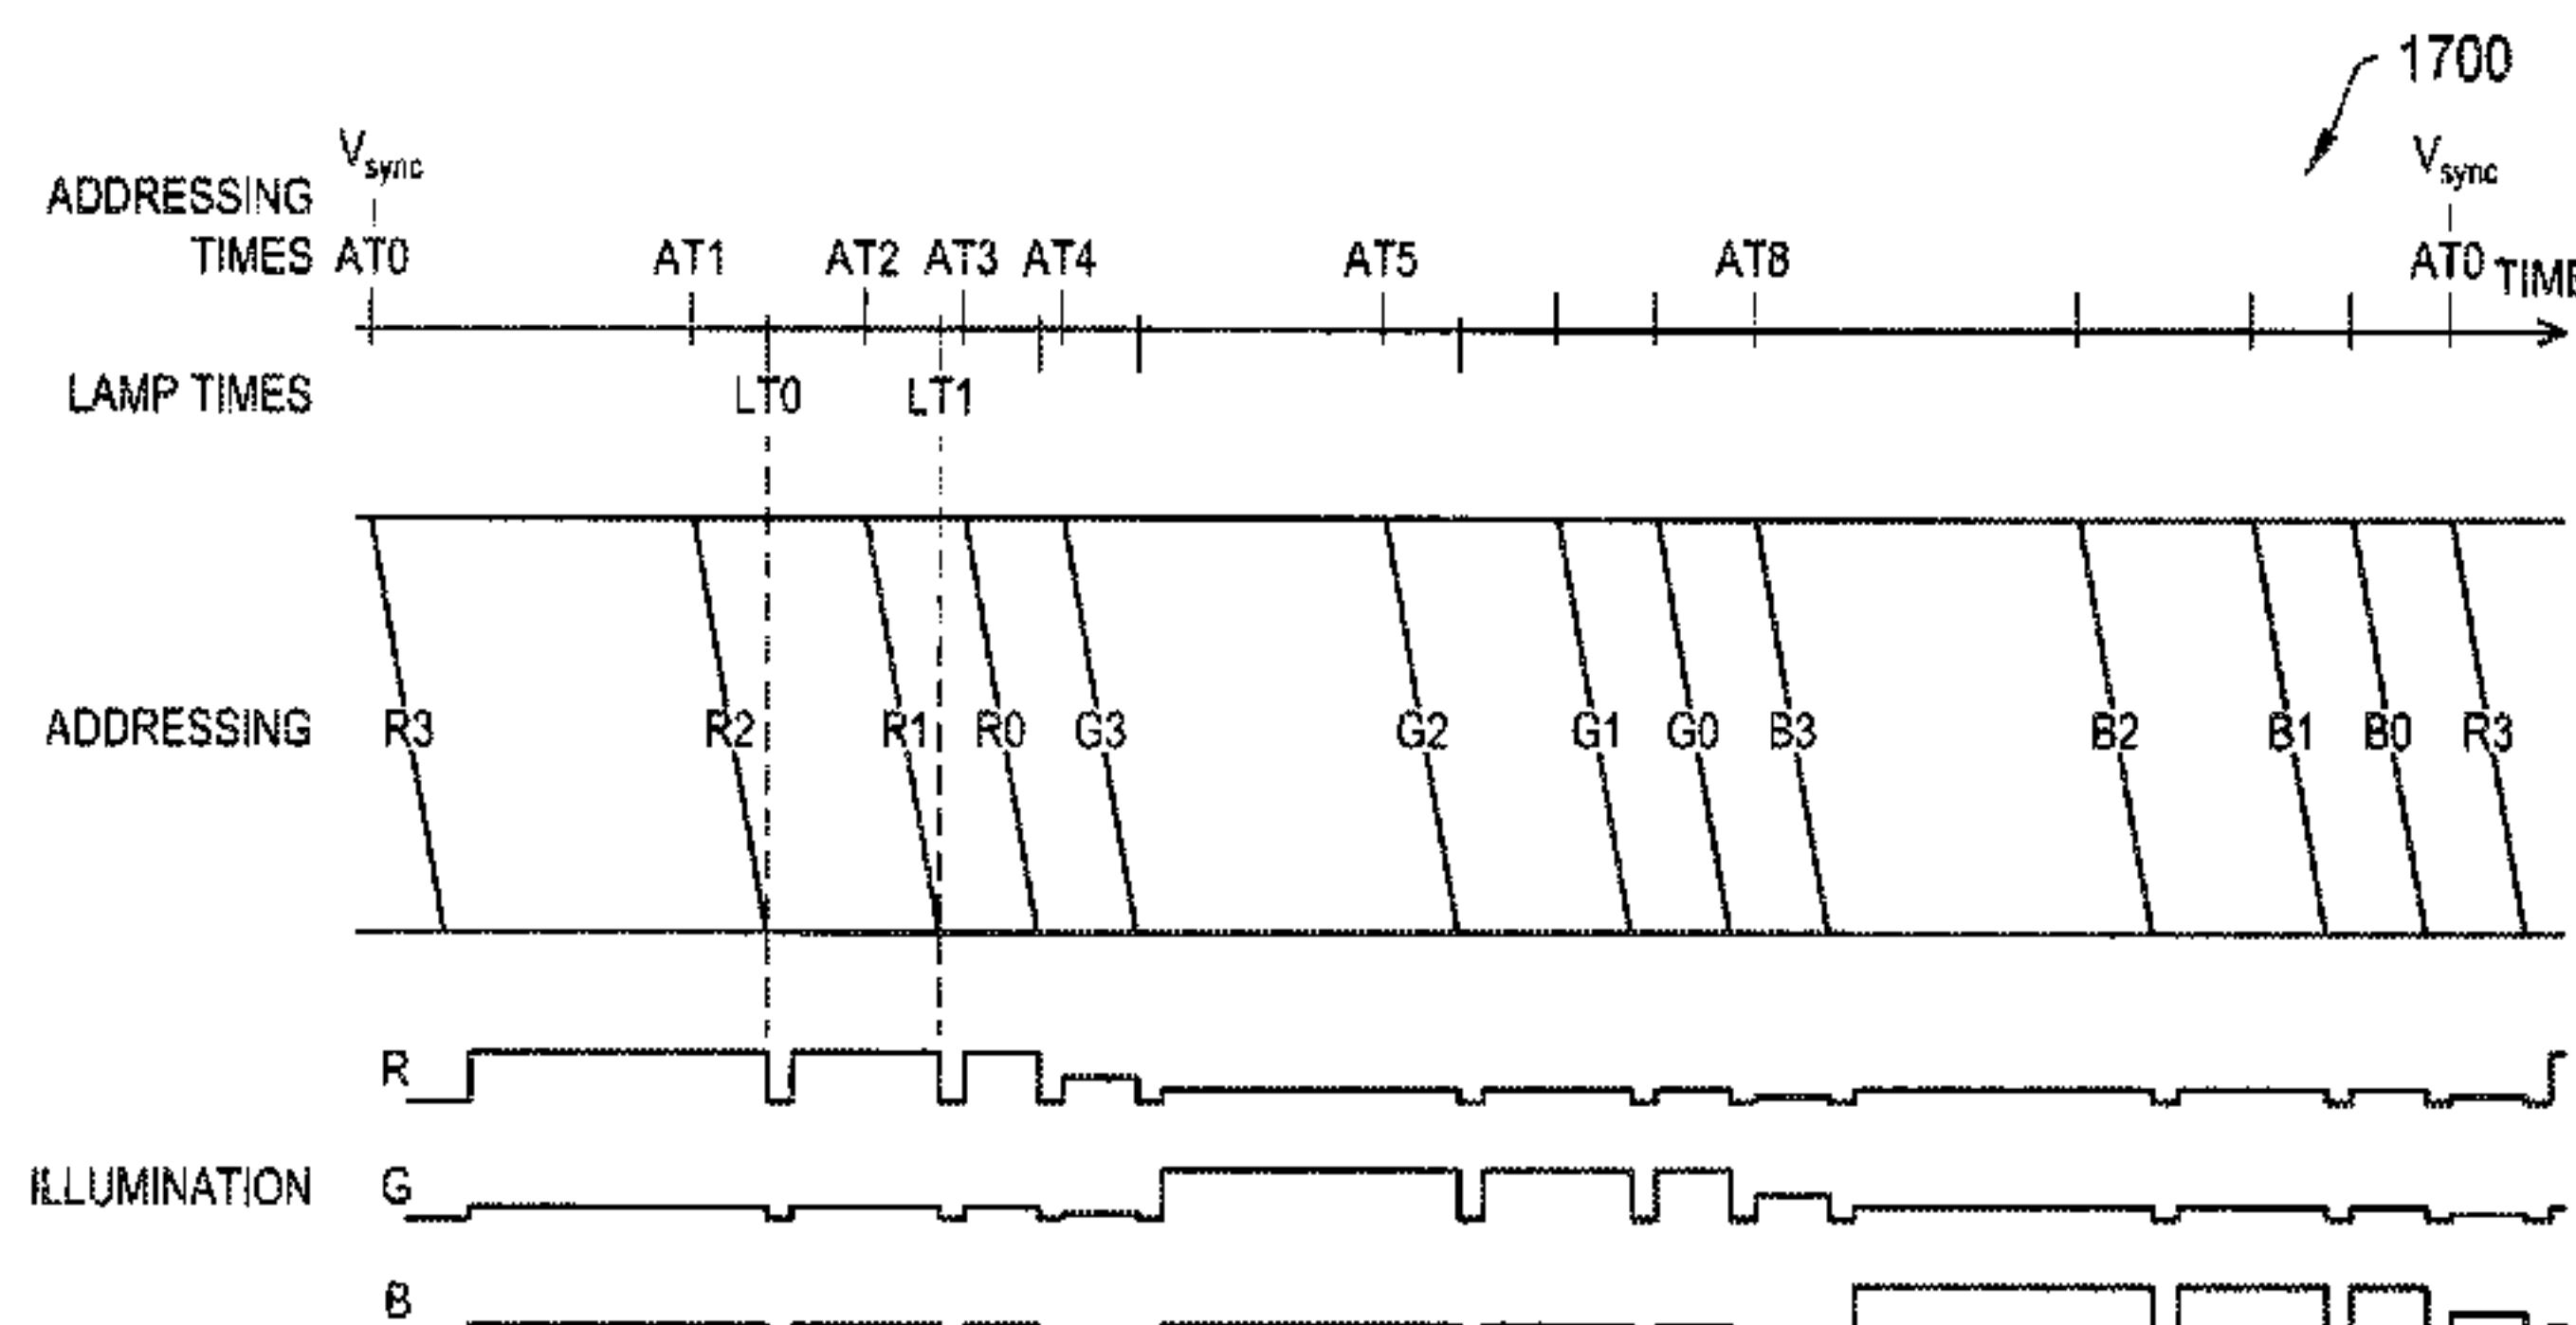 1700
Vsync Vsync
ADDRESSING
TIMES AT0 AT1 AT2 AT3 AT4 AT5 AT8 AT0 TIME
LAMP TIMES LT0 LT1
ADDRESSING R3 R2 R1 R0 G3 G2 G1 G0 B3 B2 B1 B0 R3
R
ILLUMINATION G
B